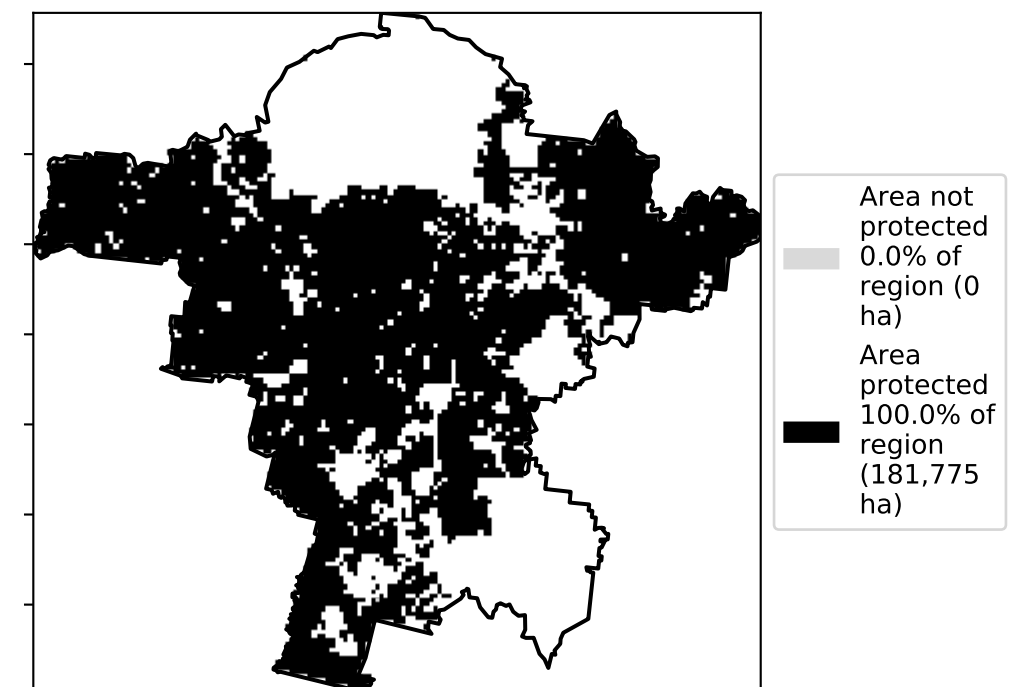 Area not
protected
0.0% of
region (0
ha)
Area
protected
100.0% of
region
(181,775
ha)